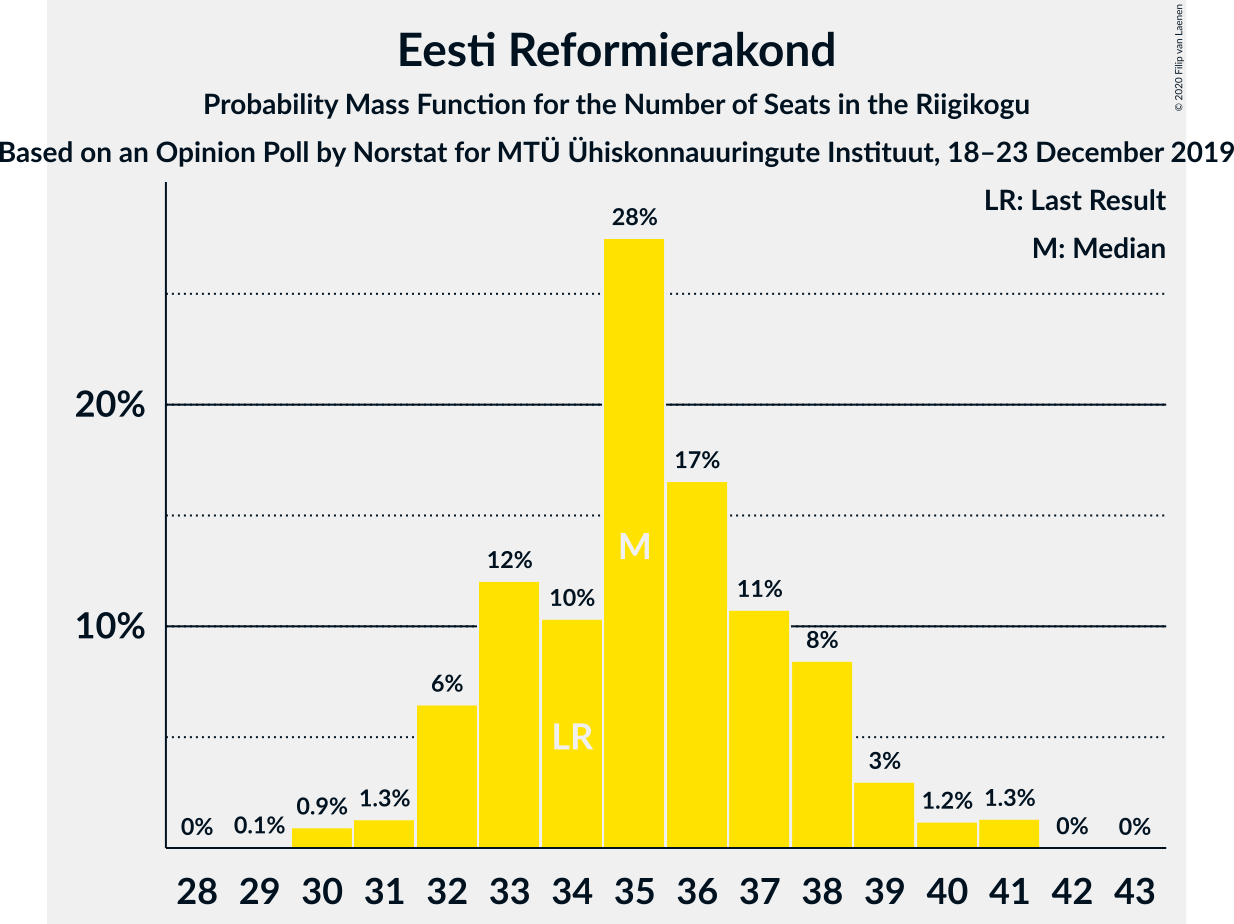 Eesti Reformierakond
Probability Mass Function for the Number of Seats in the Riigikogu
Based on an Opinion Poll by Norstat for MTÜ Ühiskonnauuringute Instituut, 18–23 December 2019
© 2020 Filip van Laenen
LR: Last Result
M: Median
28%
20%
17%
M
12%
10%
11%
10%
8%
6%
LR
3%
0%
0.1%
0.9%
1.3%
1.2%
1.3%
0%
0%
28 29 30 31 32 33 34 35 36 37 38 39 40 41 42 43